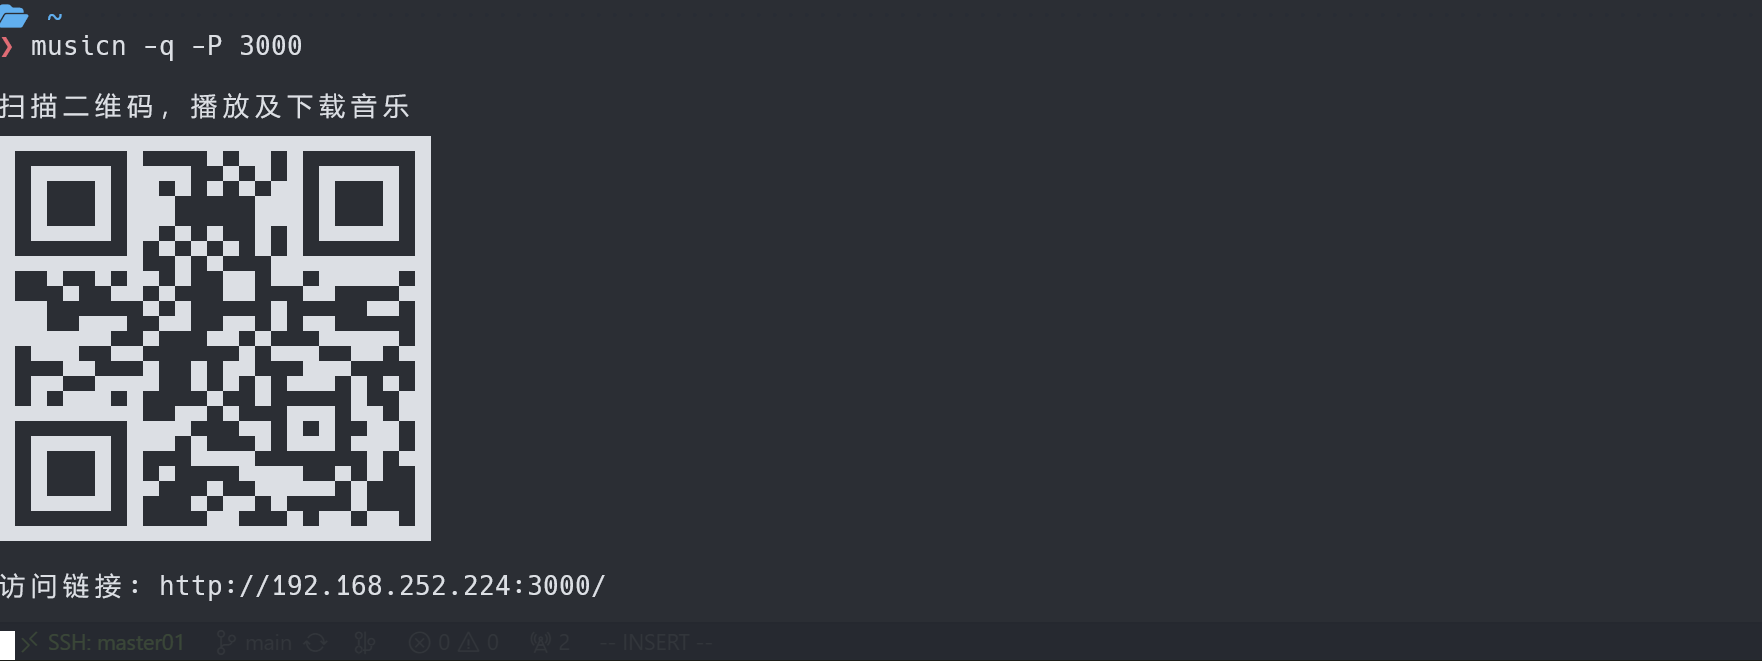 ~
❯ musicn -q -P 3000
扫描二维码，播放及下载音乐
访问链接：http://192.168.252.224:3000/
SSH: master01 main 0 0 2 -- INSERT --